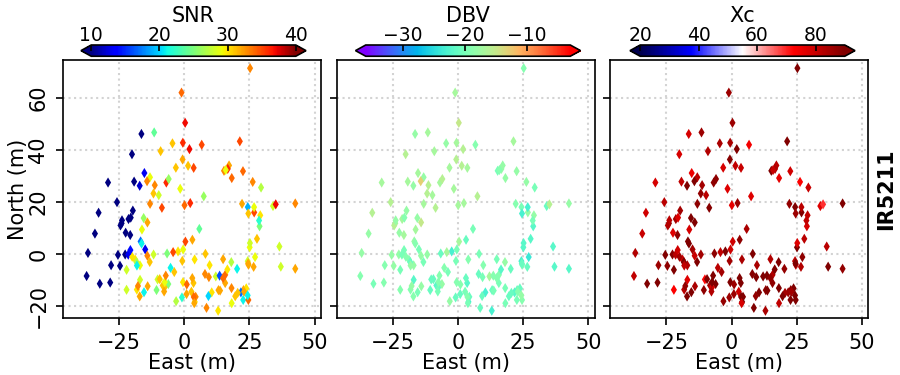 SNR DBV Xc
10 20 30 40 −30 −20 −10 20 40 60 80
60
40
20
0
−20
North (m)
IR5211
−25 0 25 50 −25 0 25 50 −25 0 25 50
East (m) East (m) East (m)